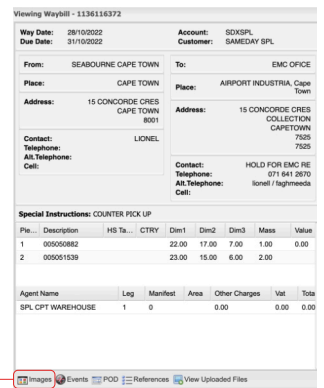 Viewing Waybill - 1136116372
Way Date: 28/10/2022 Account: SDXSPL
Due Date: 31/10/2022 Customer: SAMEDAY SPL
From: SEABOURNE CAPE TOWN
Place: CAPE TOWN
Address: 15 CONCORDE CRES
CAPE TOWN
8001
Contact: LIONEL
Telephone:
Alt.Telephone:
Cell:
To: EMC OFICE
Place: AIRPORT INDUSTRIA, Cape Town
Address: 15 CONCORDE CRES
COLLECTION
CAPETOWN
7525
7525
Contact: HOLD FOR EMC RE
Telephone: 071 641 2670
Alt.Telephone: lionell / faghmeeda
Cell:
Special Instructions: COUNTER PICK UP
Pie... Description HS Ta... CTRY Dim1 Dim2 Dim3 Mass Value
1 005050882 22.00 17.00 7.00 1.00 0.00
2 005051539 23.00 15.00 6.00 2.00
Agent Name Leg Manifest Area Other Charges Vat Tota
SPL CPT WAREHOUSE 1 0 0.00 0.00 0.00
Images Events POD References View Uploaded Files